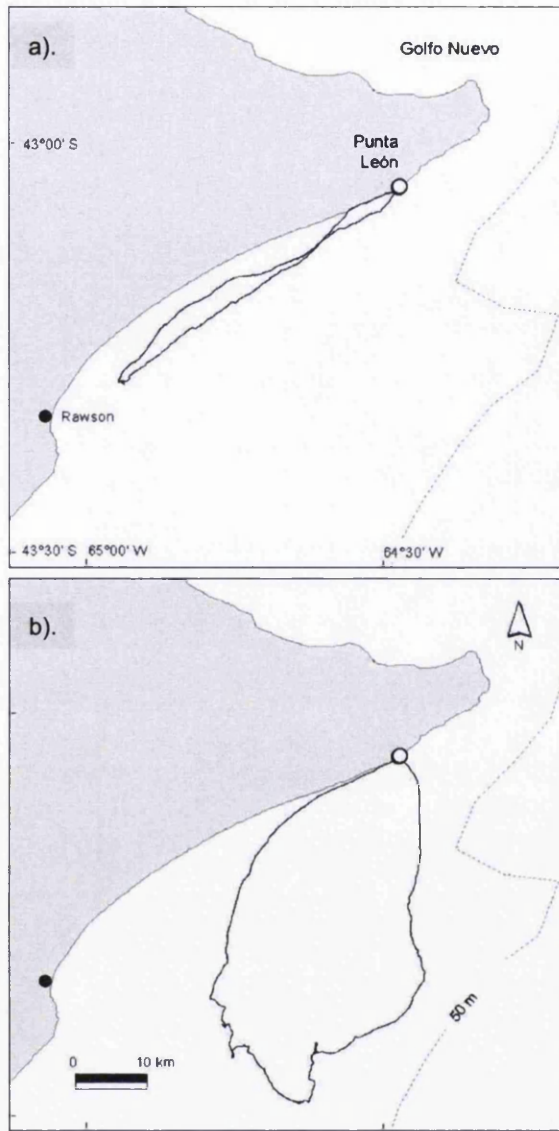 a).
Golfo Nuevo
43°00' S
Punta
León
Rawson
43°30' S 65°00' W
64°30' W
b).
N
50 m
0 10 km